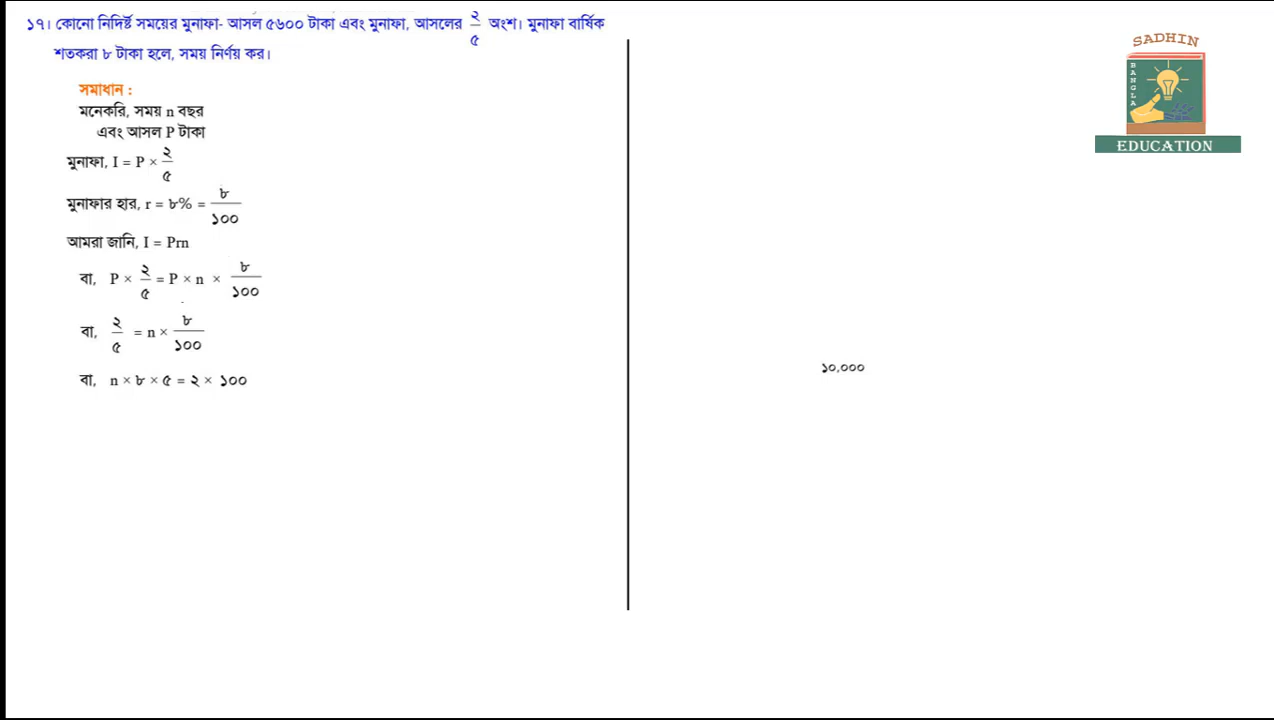 ১৭। কোনো নিদির্ষ্ট সময়ের মুনাফা- আসল ৫৬০০ টাকা এবং মুনাফা, আসলের ২/৫ অংশ। মুনাফা বার্ষিক
শতকরা ৮ টাকা হলে, সময় নির্ণয় কর।
সমাধান :
মনেকরি, সময় n বছর
এবং আসল P টাকা
মুনাফা, I = P × ২/৫
মুনাফার হার, r = ৮% = ৮/১০০
আমরা জানি, I = Prn
বা, P × ২/৫ = P × n × ৮/১০০
বা, ২/৫ = n × ৮/১০০
বা, n × ৮ × ৫ = ২ × ১০০
১০,০০০
SADHIN
BANGLA
EDUCATION